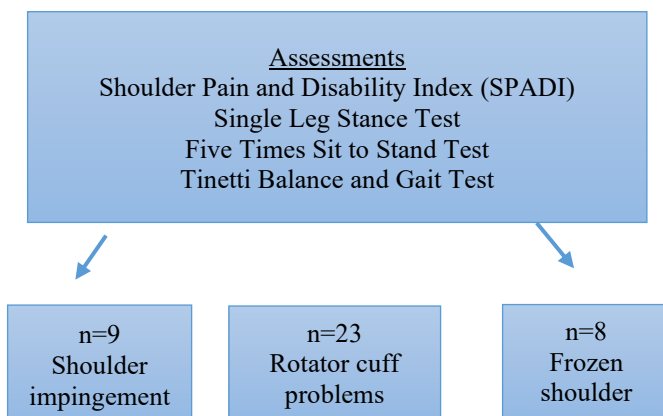 Assessments
Shoulder Pain and Disability Index (SPADI)
Single Leg Stance Test
Five Times Sit to Stand Test
Tinetti Balance and Gait Test
n=9
Shoulder
impingement
n=23
Rotator cuff
problems
n=8
Frozen
shoulder